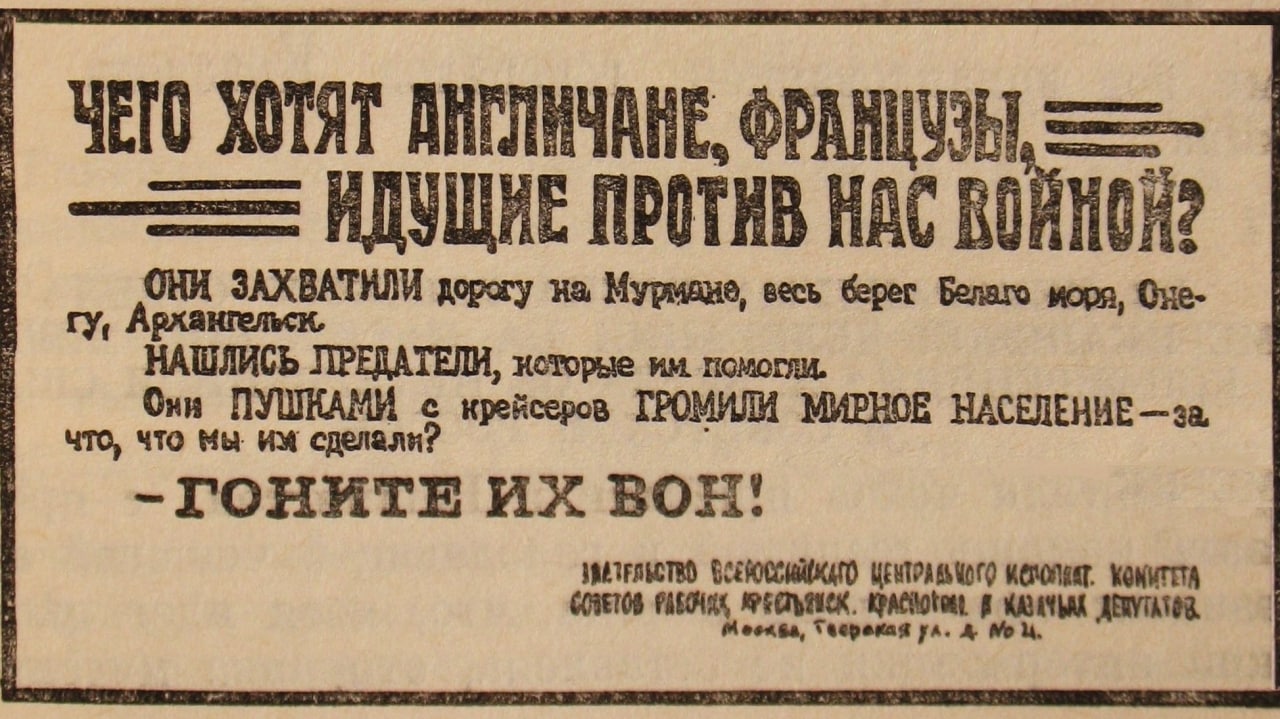 ЧЕГО ХОТЯТ АНГЛИЧАНЕ, ФРАНЦУЗЫ,
ИДУЩИЕ ПРОТИВ НАС ВОЙНОЙ?
ОНИ ЗАХВАТИЛИ дорогу на Мурмане, весь берег Белаго моря, Оне-
гу, Архангельск.
НАШЛИСЬ ПРЕДАТЕЛИ, которые им помогли.
Они ПУШКАМИ с крейсеров ГРОМИЛИ МИРНОЕ НАСЕЛЕНИЕ—за
что, что мы им сделали?
-ГОНИТЕ ИХ ВОН!
ИЗДАТЕЛЬСТВО ВСЕРОССИЙСКАГО ЦЕНТРАЛЬНОГО ИСПОЛНИТ. КОМИТЕТА
СОВЕТОВ РАБОЧИХ, КРЕСТЬЯНСК. КРАСНОАРМ. И КАЗАЧЬИХ ДЕПУТАТОВ.
Москва, Тверская ул. д. №